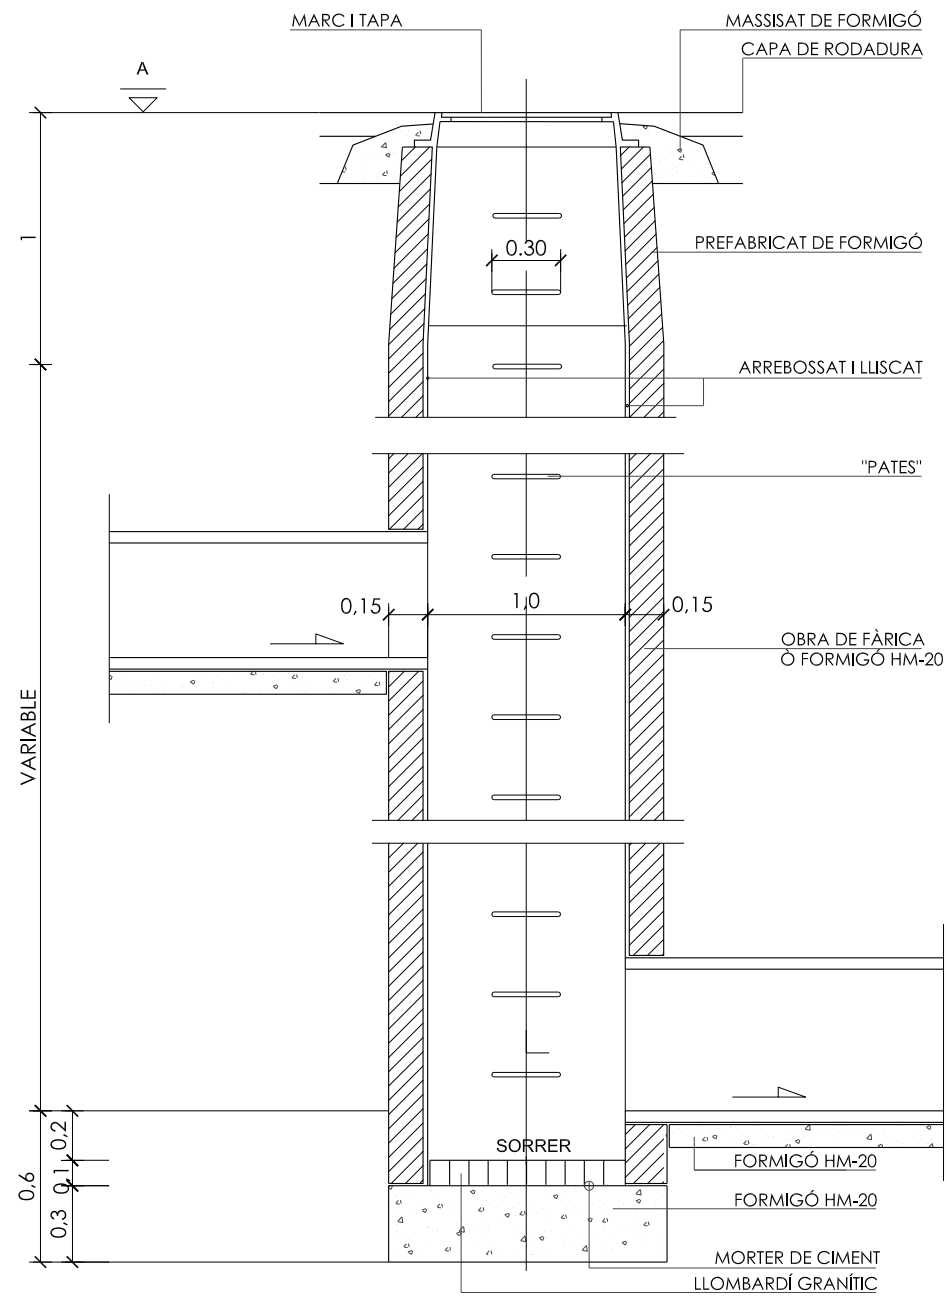 MARC I TAPA
MASSISAT DE FORMIGÓ
CAPA DE RODADURA
A
1
PREFABRICAT DE FORMIGÓ
0.30
ARREBOSSAT I LLISCAT
"PATES"
0,15
1,0
0,15
OBRA DE FÀRICA
Ò FORMIGÓ HM-20
VARIABLE
0,2
SORRER
0,1
0,6
0,3
FORMIGÓ HM-20
FORMIGÓ HM-20
MORTER DE CIMENT
LLOMBARDÍ GRANÍTIC